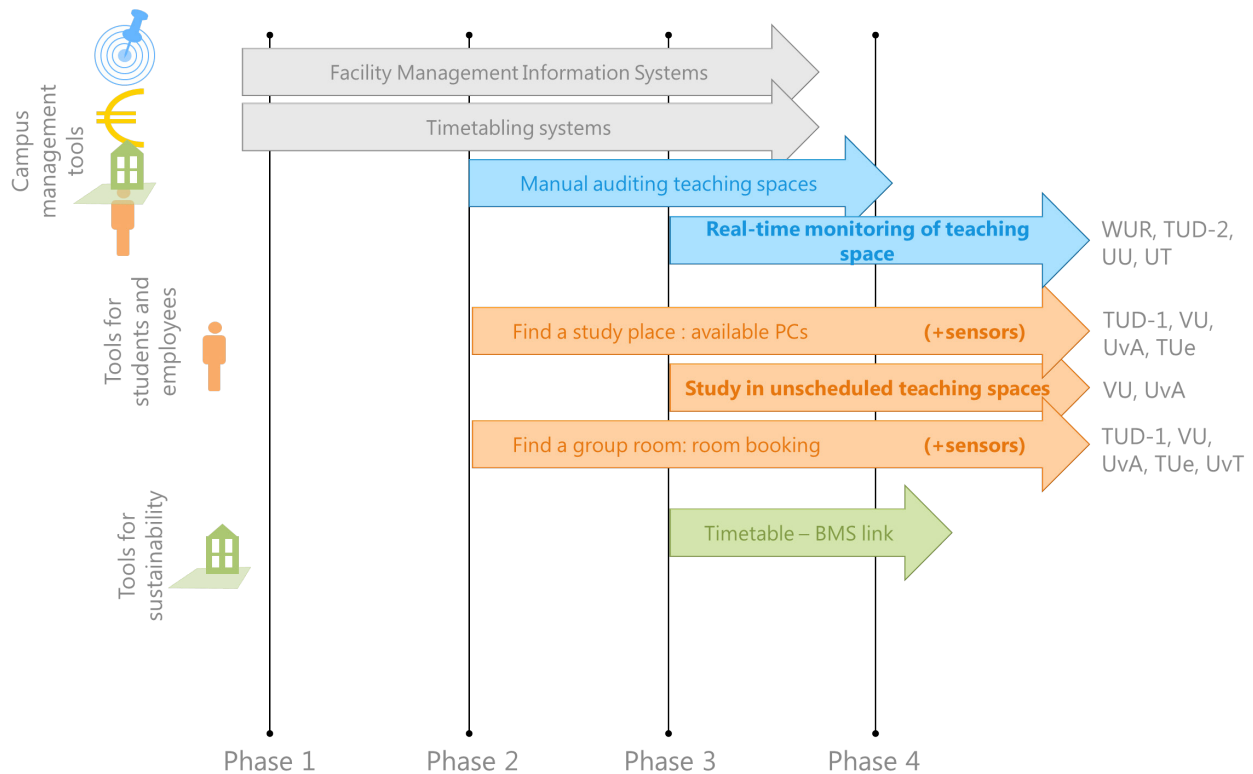 Campus
management
tools
Facility Management Information Systems
Timetabling systems
Manual auditing teaching spaces
Real-time monitoring of teaching
space
WUR, TUD-2,
UU, UT
Tools for
students and
employees
Find a study place : available PCs (+sensors)
TUD-1, VU,
UvA, TUe
Study in unscheduled teaching spaces
VU, UvA
Find a group room: room booking (+sensors)
TUD-1, VU,
UvA, TUe, UvT
Tools for
sustainability
Timetable – BMS link
Phase 1
Phase 2
Phase 3
Phase 4